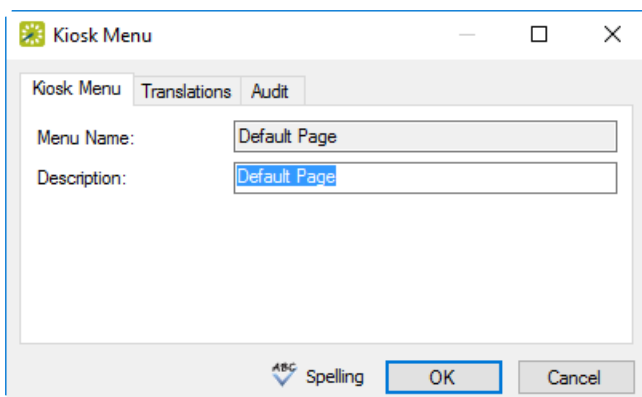 Kiosk Menu
Kiosk Menu Translations Audit
Menu Name: Default Page
Description: Default Page
ABC Spelling OK Cancel